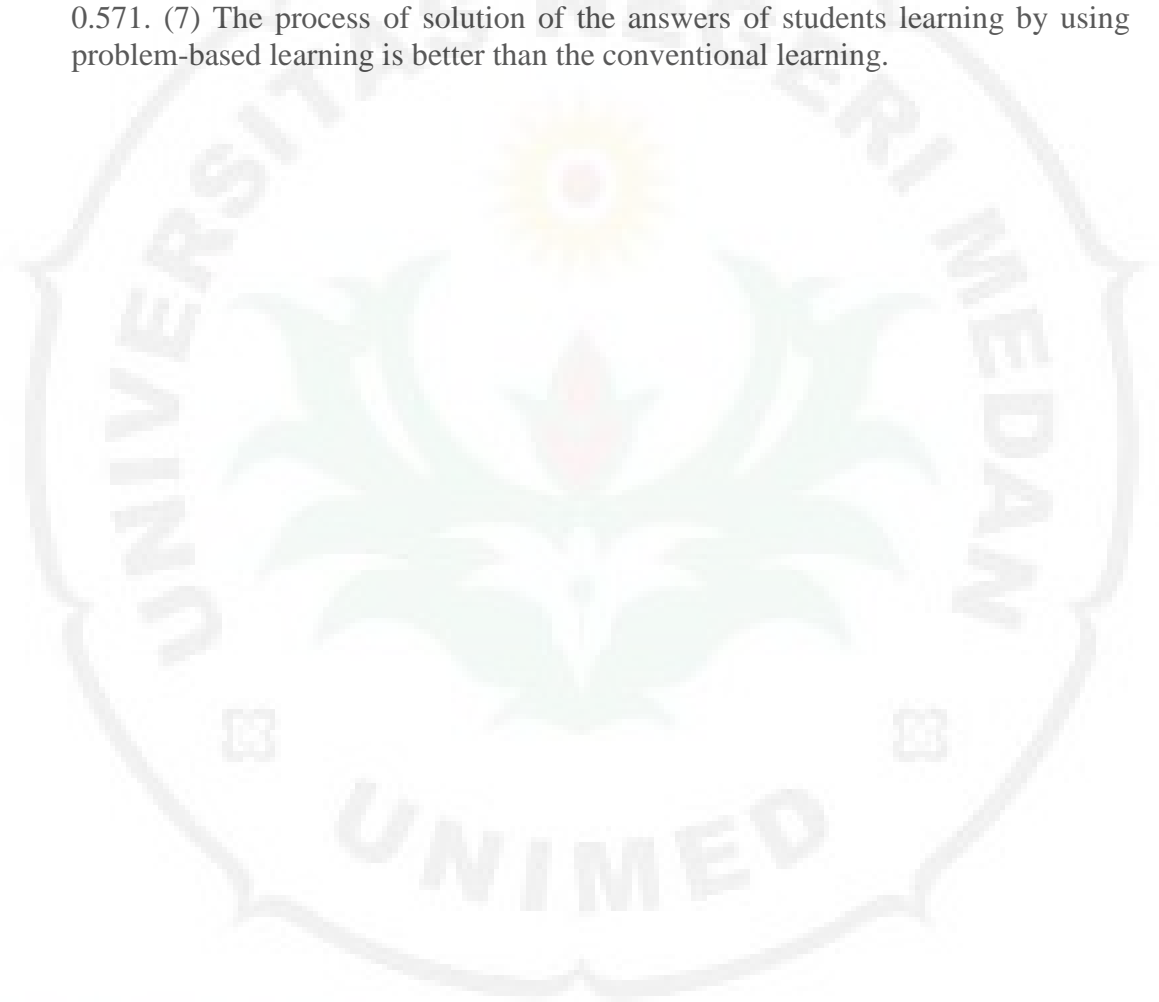 0.571. (7) The process of solution of the answers of students learning by using
problem-based learning is better than the conventional learning.
UNIVERSITAS NEGERI MEDAN
UNIMED